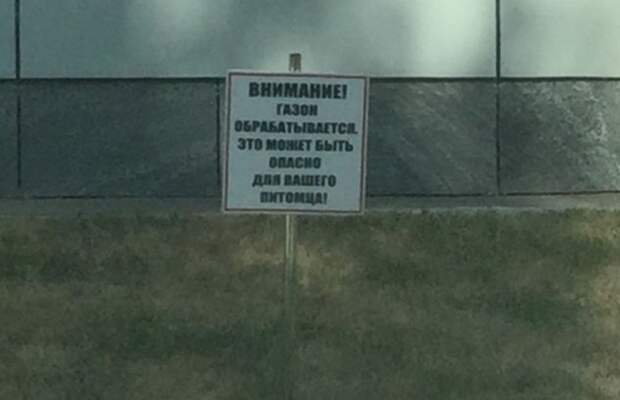 ВНИМАНИЕ!
ГАЗОН
ОБРАБАТЫВАЕТСЯ.
ЭТО МОЖЕТ БЫТЬ
ОПАСНО
ДЛЯ ВАШЕГО
ПИТОМЦА!